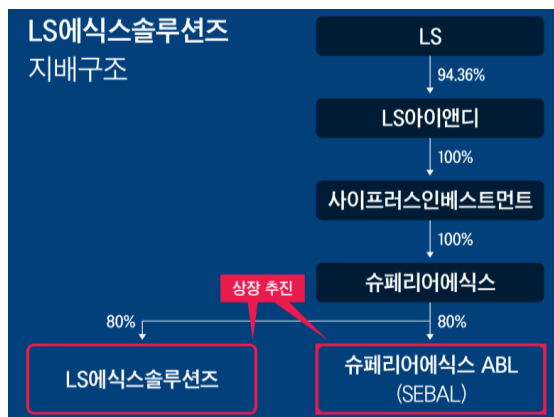 LS에식스솔루션즈
지배구조
LS
94.36%
LS아이앤디
100%
사이프러스인베스트먼트
100%
슈페리어에식스
상장 추진
80%
80%
LS에식스솔루션즈
슈페리어에식스 ABL
(SEBAL)